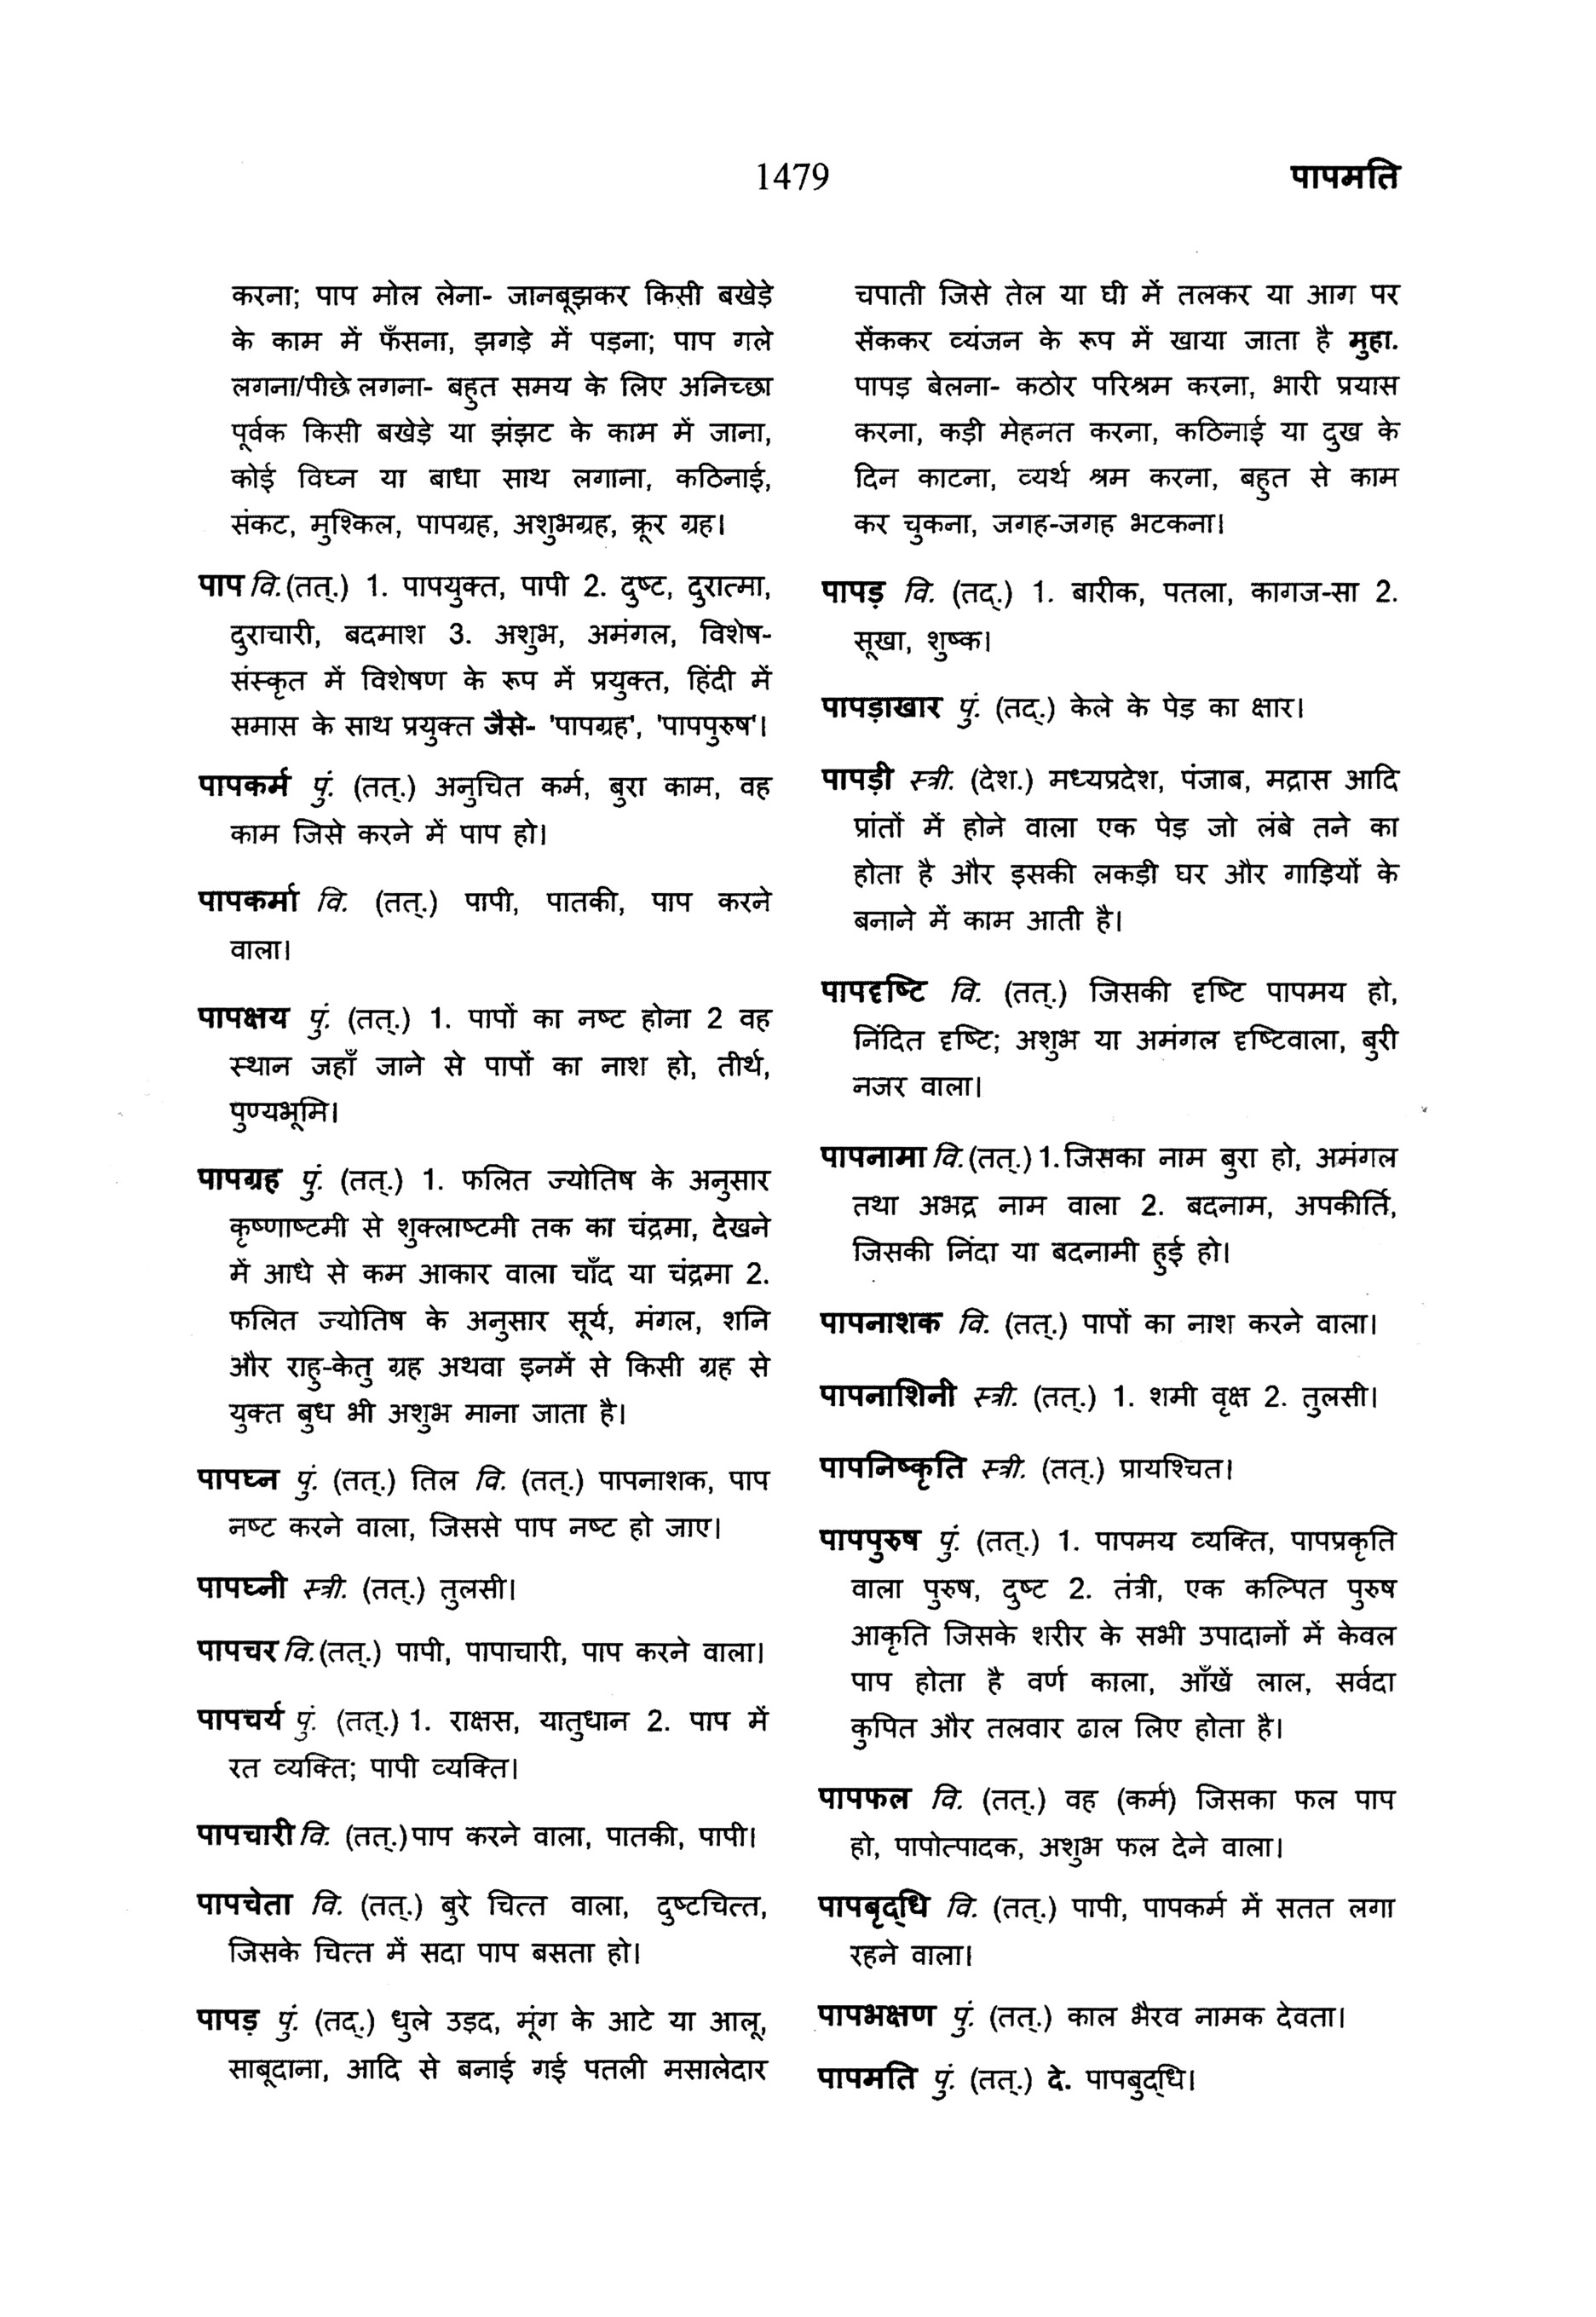 1479
पापमति
करना; पाप मोल लेना- जानबूझकर किसी बखेड़े
के काम में फँसना, झगड़े में पड़ना; पाप गले
लगना/पीछे लगना- बहुत समय के लिए अनिच्छा
पूर्वक किसी बखेड़े या झंझट के काम में जाना,
कोई विघ्न या बाधा साथ लगाना, कठिनाई,
संकट, मुश्किल, पापग्रह, अशुभग्रह, क्रूर ग्रह।
पाप वि.(तत्.) 1. पापयुक्त, पापी 2. दुष्ट, दुरात्मा,
दुराचारी, बदमाश 3. अशुभ, अमंगल, विशेष-
संस्कृत में विशेषण के रूप में प्रयुक्त, हिंदी में
समास के साथ प्रयुक्त जैसे- 'पापग्रह', 'पापपुरुष'।
पापकर्म पुं. (तत्.) अनुचित कर्म, बुरा काम, वह
काम जिसे करने में पाप हो।
पापकर्मा वि. (तत्.) पापी, पातकी, पाप करने
वाला।
पापक्षय पुं. (तत्.) 1. पापों का नष्ट होना 2 वह
स्थान जहाँ जाने से पापों का नाश हो, तीर्थ,
पुण्यभूमि।
पापग्रह पुं. (तत्.) 1. फलित ज्योतिष के अनुसार
कृष्णाष्टमी से शुक्लाष्टमी तक का चंद्रमा, देखने
में आधे से कम आकार वाला चाँद या चंद्रमा 2.
फलित ज्योतिष के अनुसार सूर्य, मंगल, शनि
और राहु-केतु ग्रह अथवा इनमें से किसी ग्रह से
युक्त बुध भी अशुभ माना जाता है।
पापघ्न पुं. (तत्.) तिल वि. (तत्.) पापनाशक, पाप
नष्ट करने वाला, जिससे पाप नष्ट हो जाए।
पापघ्नी स्त्री. (तत्.) तुलसी।
पापचर वि.(तत्.) पापी, पापाचारी, पाप करने वाला।
पापचर्य पुं. (तत्.) 1. राक्षस, यातुधान 2. पाप में
रत व्यक्ति; पापी व्यक्ति।
पापचारी वि. (तत्.)पाप करने वाला, पातकी, पापी।
पापचेता वि. (तत्.) बुरे चित्त वाला, दुष्टचित्त,
जिसके चित्त में सदा पाप बसता हो।
पापड़ पुं. (तद्.) धुले उड़द, मूंग के आटे या आलू,
साबूदाना, आदि से बनाई गई पतली मसालेदार
चपाती जिसे तेल या घी में तलकर या आग पर
सेंककर व्यंजन के रूप में खाया जाता है मुहा.
पापड़ बेलना- कठोर परिश्रम करना, भारी प्रयास
करना, कड़ी मेहनत करना, कठिनाई या दुख के
दिन काटना, व्यर्थ श्रम करना, बहुत से काम
कर चुकना, जगह-जगह भटकना।
पापड़ वि. (तद्.) 1. बारीक, पतला, कागज-सा 2.
सूखा, शुष्क।
पापड़ाखार पुं. (तद्.) केले के पेड़ का क्षार।
पापड़ी स्त्री. (देश.) मध्यप्रदेश, पंजाब, मद्रास आदि
प्रांतों में होने वाला एक पेड़ जो लंबे तने का
होता है और इसकी लकड़ी घर और गाड़ियों के
बनाने में काम आती है।
पापदृष्टि वि. (तत्.) जिसकी दृष्टि पापमय हो,
निंदित दृष्टि; अशुभ या अमंगल दृष्टिवाला, बुरी
नजर वाला।
पापनामा वि.(तत्.)1.जिसका नाम बुरा हो, अमंगल
तथा अभद्र नाम वाला 2. बदनाम, अपकीर्ति,
जिसकी निंदा या बदनामी हुई हो।
पापनाशक वि. (तत्.) पापों का नाश करने वाला।
पापनाशिनी स्त्री. (तत्.) 1. शमी वृक्ष 2. तुलसी।
पापनिष्कृति स्त्री. (तत्.) प्रायश्चित।
पापपुरुष पुं. (तत्.) 1. पापमय व्यक्ति, पापप्रकृति
वाला पुरुष, दुष्ट 2. तंत्री, एक कल्पित पुरुष
आकृति जिसके शरीर के सभी उपादानों में केवल
पाप होता है वर्ण काला, आँखें लाल, सर्वदा
कुपित और तलवार ढाल लिए होता है।
पापफल वि. (तत्.) वह (कर्म) जिसका फल पाप
हो, पापोत्पादक, अशुभ फल देने वाला।
पापबृद्धि वि. (तत्.) पापी, पापकर्म में सतत लगा
रहने वाला।
पापभक्षण पुं. (तत्.) काल भैरव नामक देवता।
पापमति पुं. (तत्.) दे. पापबुद्धि।